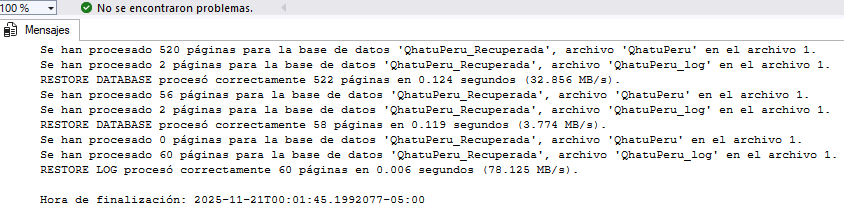 100 %
No se encontraron problemas.
Mensajes
Se han procesado 520 páginas para la base de datos 'QhatuPeru_Recuperada', archivo 'QhatuPeru' en el archivo 1.
Se han procesado 2 páginas para la base de datos 'QhatuPeru_Recuperada', archivo 'QhatuPeru_log' en el archivo 1.
RESTORE DATABASE procesó correctamente 522 páginas en 0.124 segundos (32.856 MB/s).
Se han procesado 56 páginas para la base de datos 'QhatuPeru_Recuperada', archivo 'QhatuPeru' en el archivo 1.
Se han procesado 2 páginas para la base de datos 'QhatuPeru_Recuperada', archivo 'QhatuPeru_log' en el archivo 1.
RESTORE DATABASE procesó correctamente 58 páginas en 0.119 segundos (3.774 MB/s).
Se han procesado 0 páginas para la base de datos 'QhatuPeru_Recuperada', archivo 'QhatuPeru' en el archivo 1.
Se han procesado 60 páginas para la base de datos 'QhatuPeru_Recuperada', archivo 'QhatuPeru_log' en el archivo 1.
RESTORE LOG procesó correctamente 60 páginas en 0.006 segundos (78.125 MB/s).
Hora de finalización: 2025-11-21T00:01:45.1992077-05:00